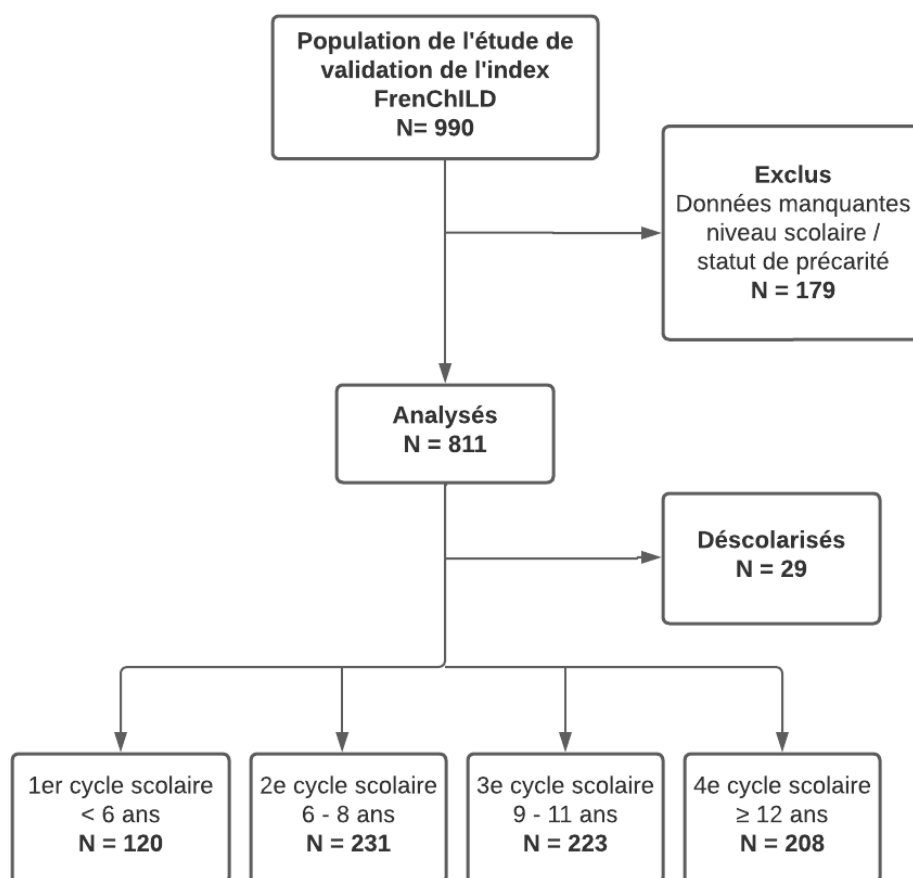 Population de l'étude de
validation de l'index
FrenChILD
N= 990
Exclus
Données manquantes
niveau scolaire /
statut de précarité
N = 179
Analysés
N = 811
Déscolarisés
N = 29
1er cycle scolaire
< 6 ans
N = 120
2e cycle scolaire
6 - 8 ans
N = 231
3e cycle scolaire
9 - 11 ans
N = 223
4e cycle scolaire
≥ 12 ans
N = 208